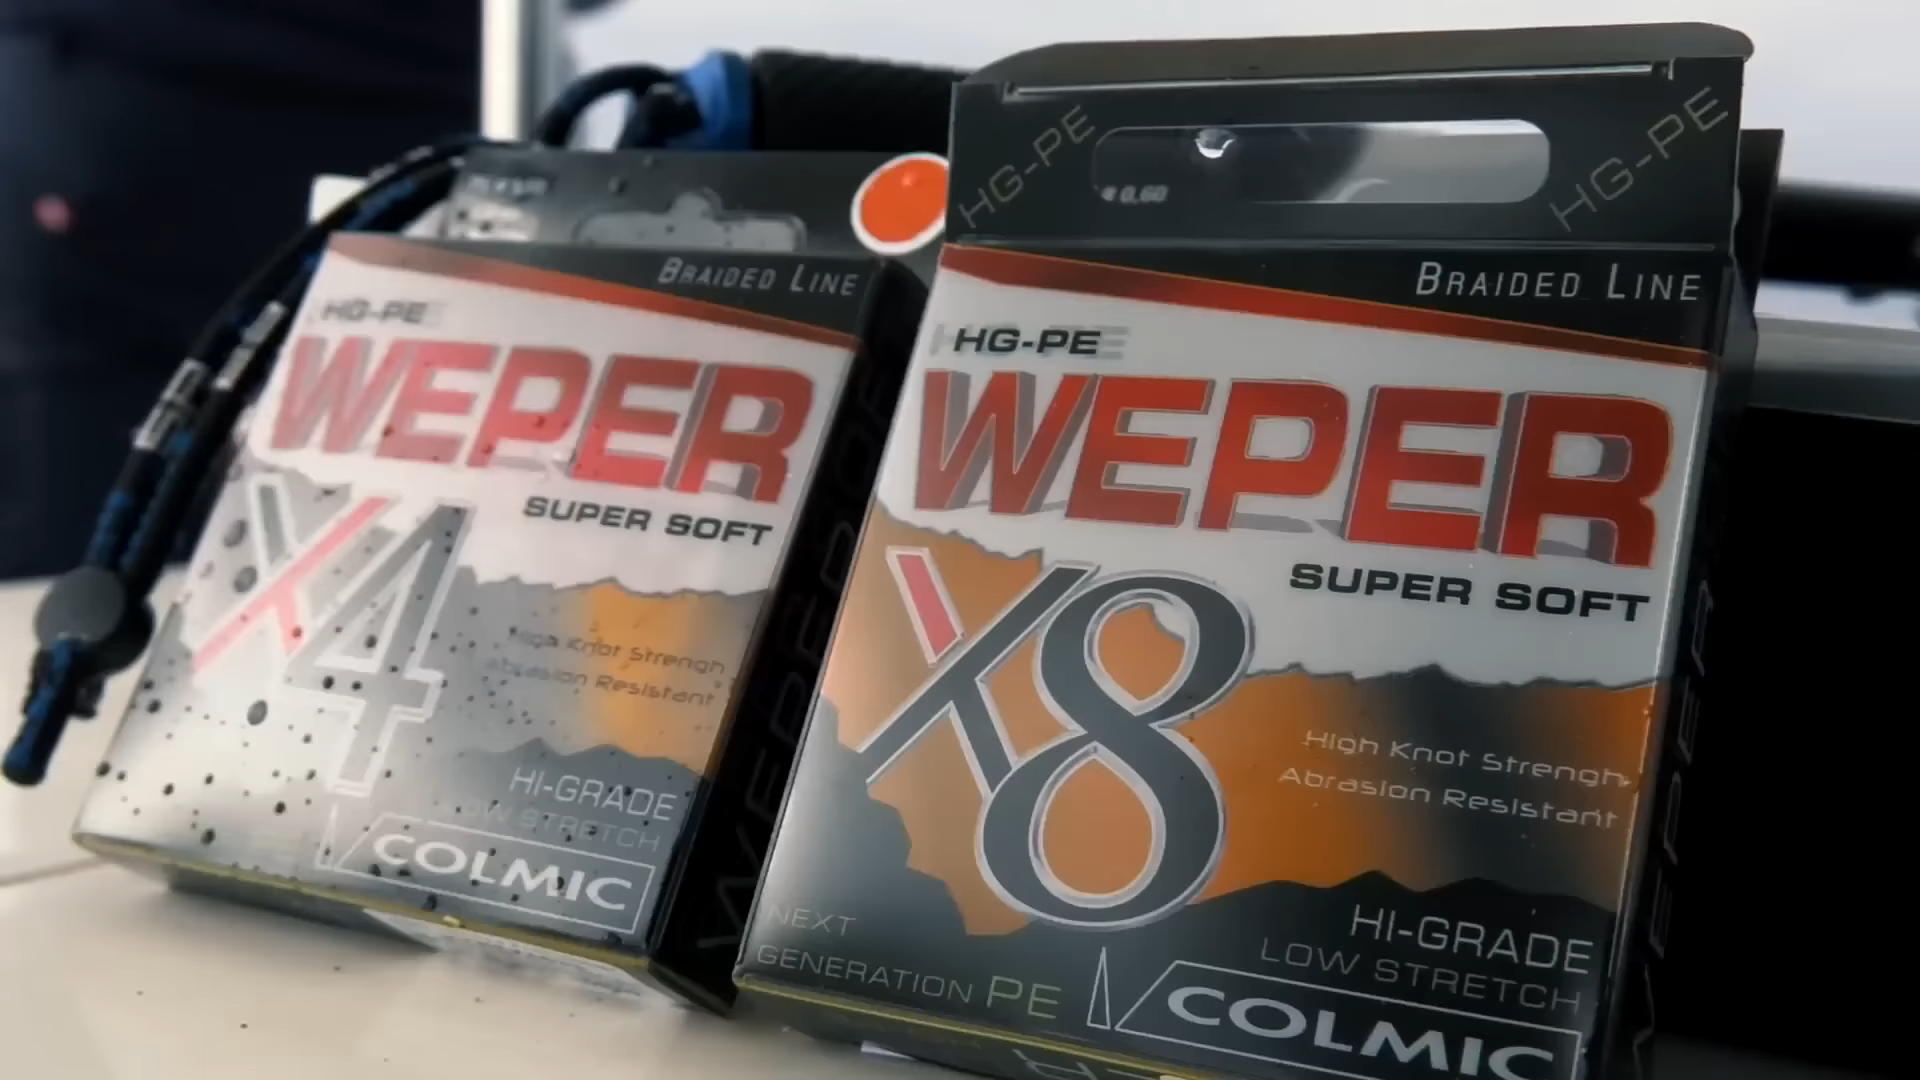 BRAIDED LINE
HG-PE
WEPER
SUPER SOFT
X4
High Knot Strengh
Abrasion Resistant
HI-GRADE
LOW STRETCH
COLMIC
WEPER SOFT
HG-PE
HG-PE
BRAIDED LINE
HG-PE
WEPER
SUPER SOFT
X8
High Knot Strengh
Abrasion Resistant
HI-GRADE
LOW STRETCH
NEXT
GENERATION PE
COLMIC